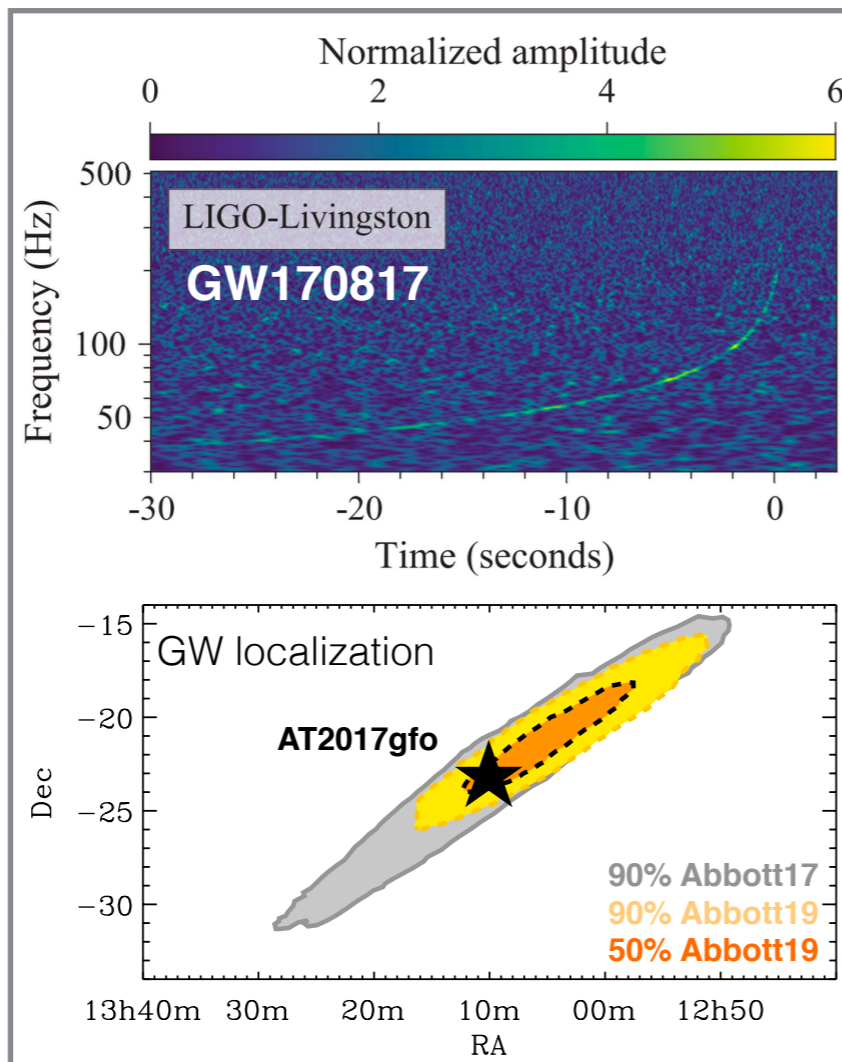 Normalized amplitude
0 2 4 6
500
100
50
Frequency (Hz)
LIGO-Livingston
GW170817
-30 -20 -10 0
Time (seconds)
GW localization
AT2017gfo
-15
-20
-25
-30
Dec
90% Abbott17
90% Abbott19
50% Abbott19
13h40m 30m 20m 10m 00m 12h50
RA